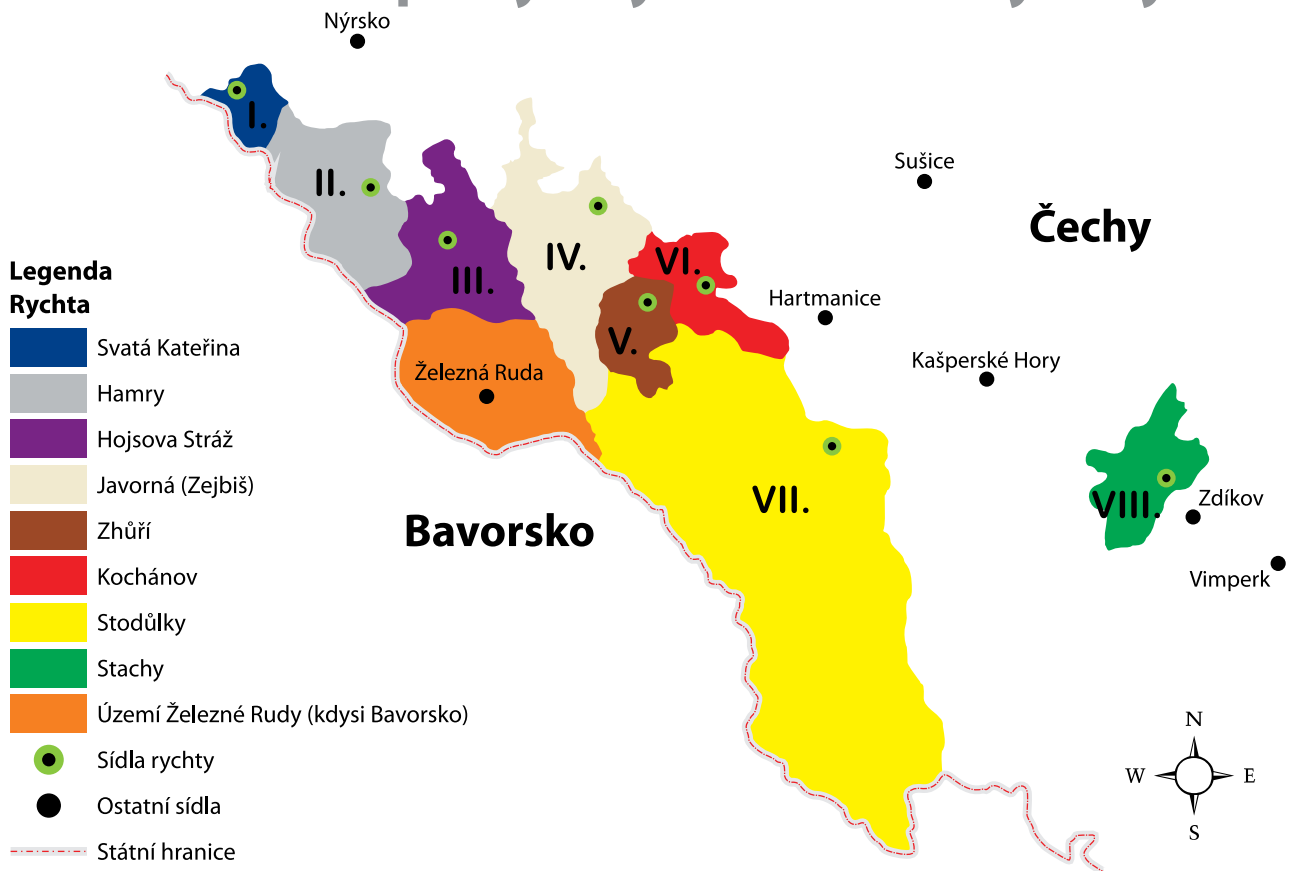 Nýrsko
I.
II.
Sušice
Čechy
IV.
VI.
III.
Legenda
Rychta
Hartmanice
V.
Svatá Kateřina
Železná Ruda
Kašperské Hory
Hamry
Hojsova Stráž
Javorná (Zejbiš)
VII.
VIII.
Zdíkov
Bavorsko
Zhůří
Vimperk
Kochánov
Stodůlky
Stachy
Území Železné Rudy (kdysi Bavorsko)
N
Sídla rychty
W
E
Ostatní sídla
S
Státní hranice